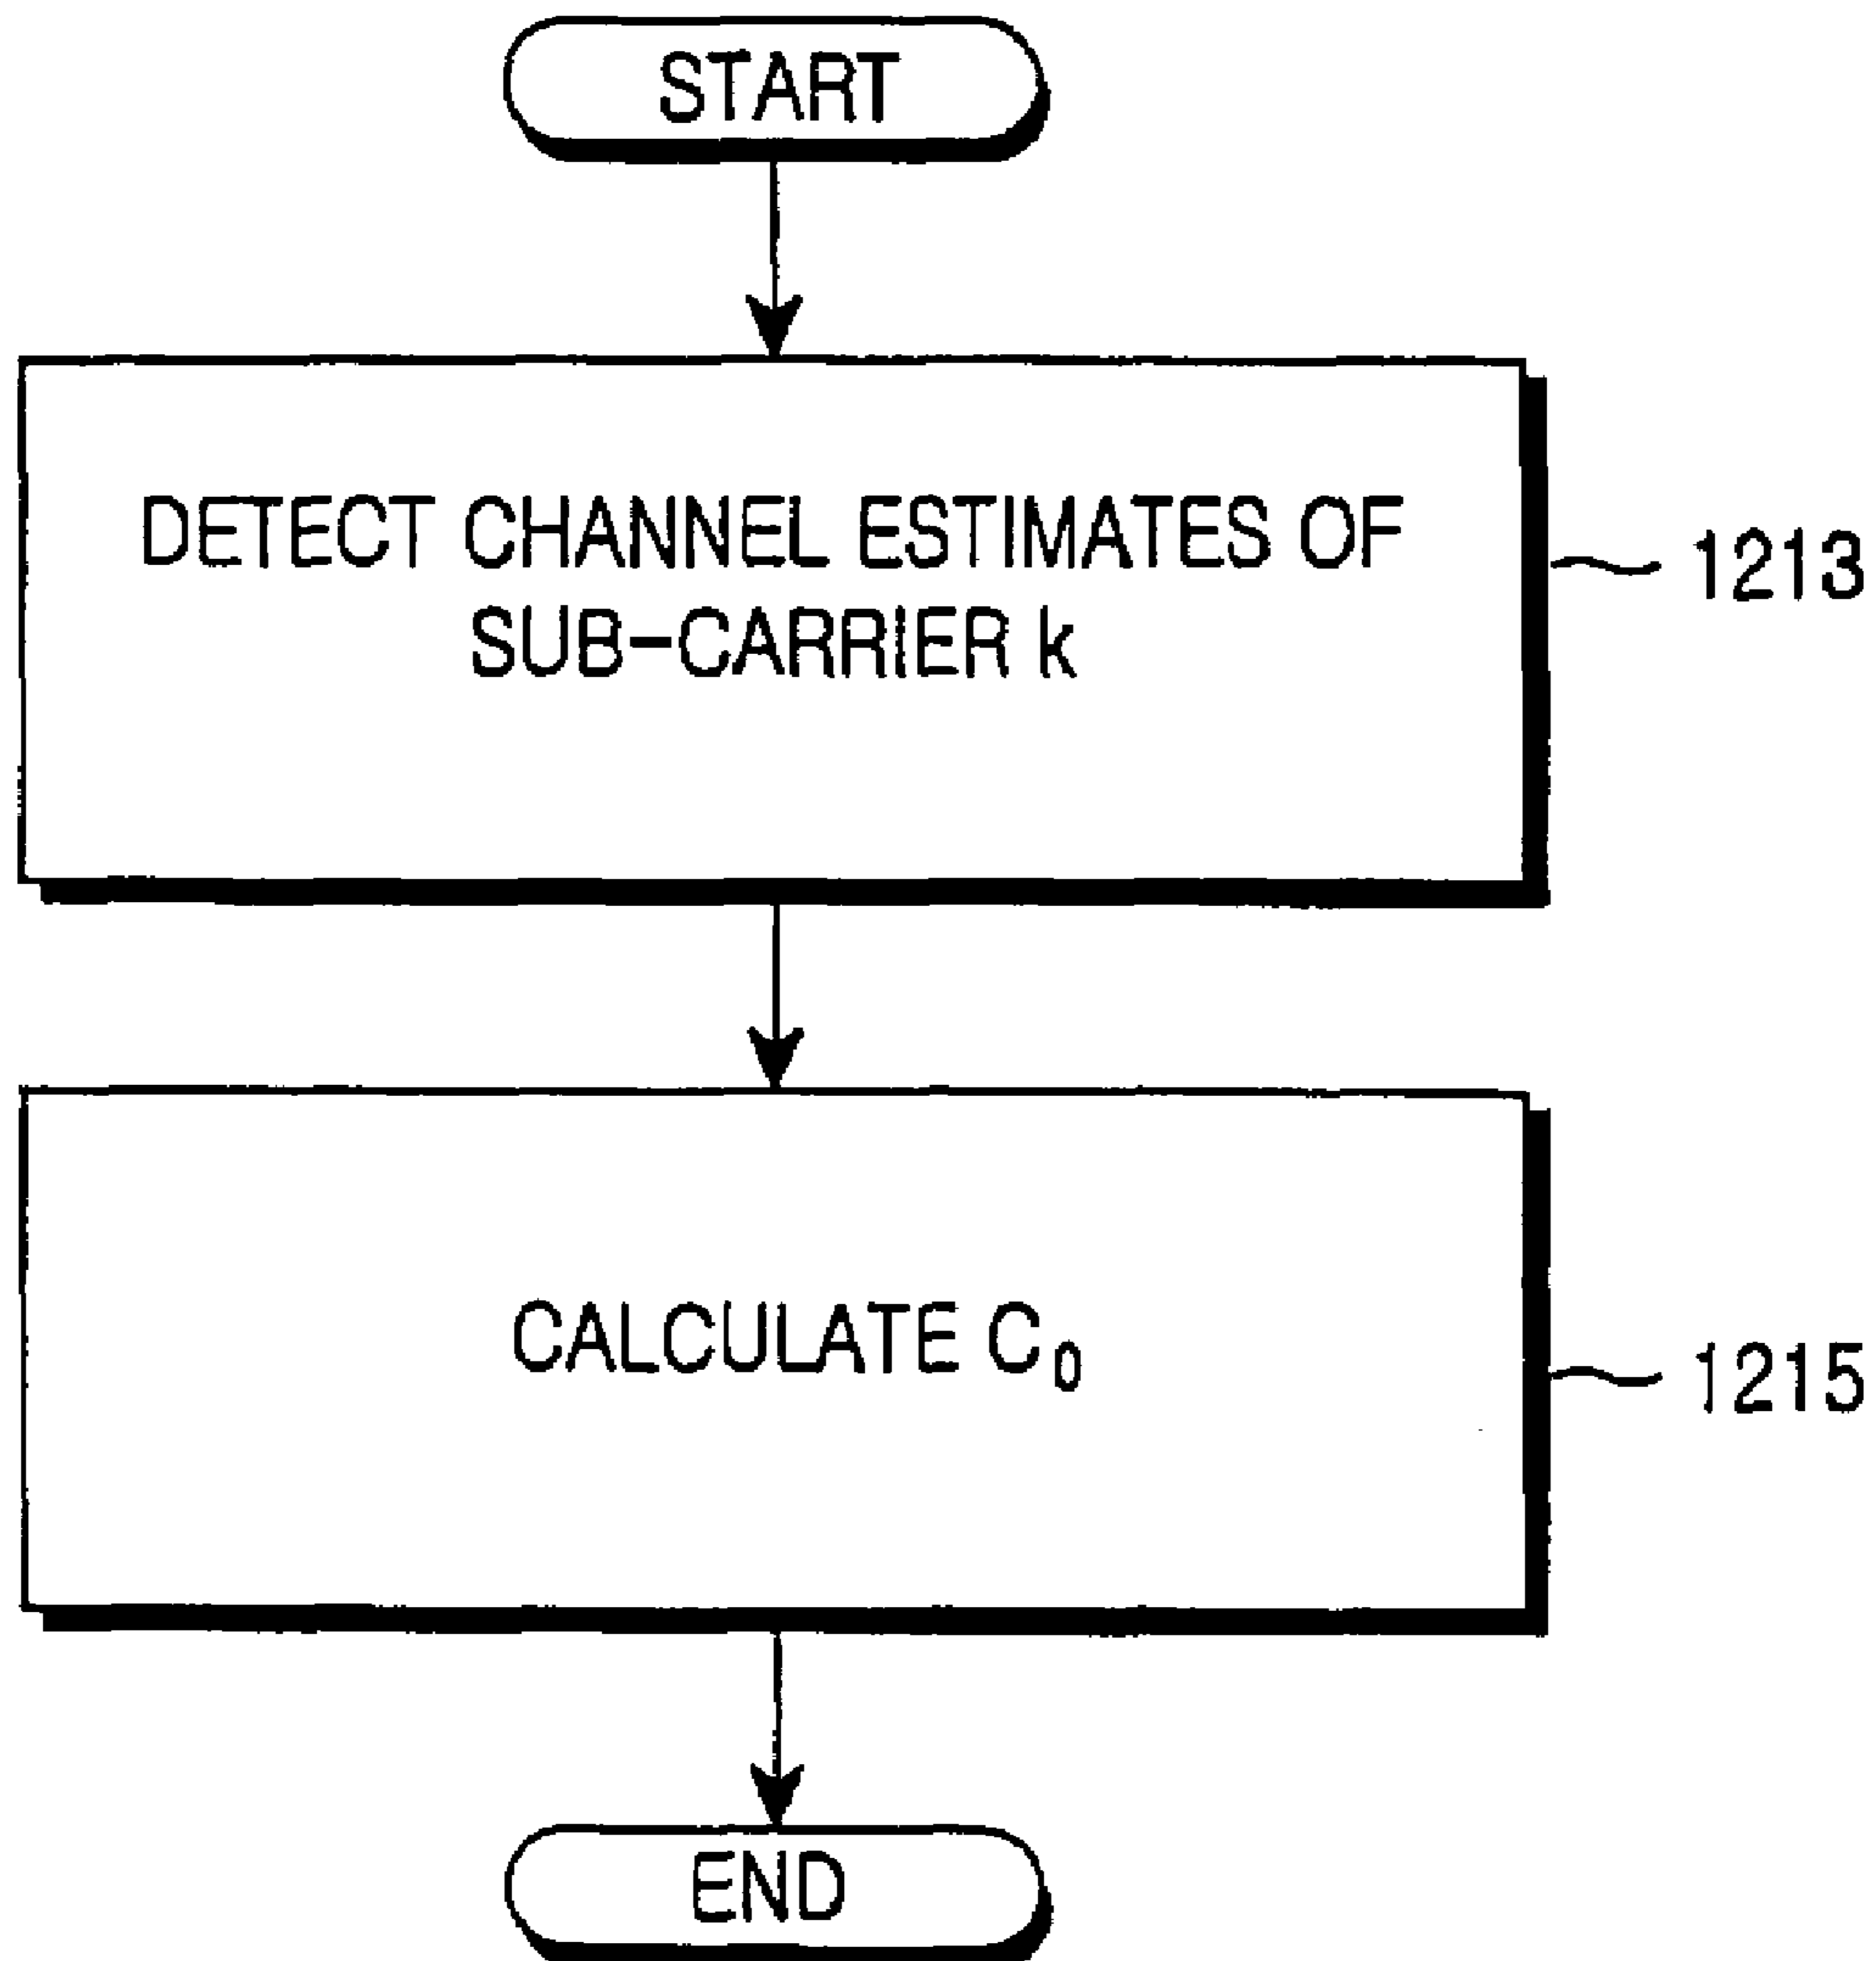 START
DETECT CHANNEL ESTIMATES OF
SUB-CARRIER k
1213
CALCULATE C₀
1215
END